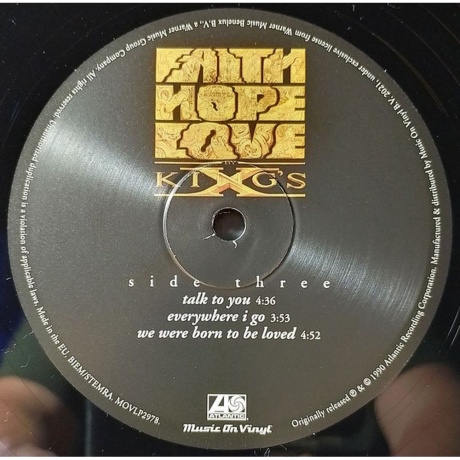 FAITH
HOPE
LOVE
BY
KING'S X
side three
talk to you 4:36
everywhere i go 3:53
we were born to be loved 4:52
ATLANTIC
Music On Vinyl
Originally released ℗ & © 1990 Atlantic Recording Corporation. Manufactured & distributed by Music On Vinyl B.V. 2021 under exclusive license from Warner Music Benelux B.V., a Warner Music Group Company. All rights reserved. Unauthorized duplication is a violation of applicable laws. Made in the EU. BIEM/STEMRA. MOVLP2978.